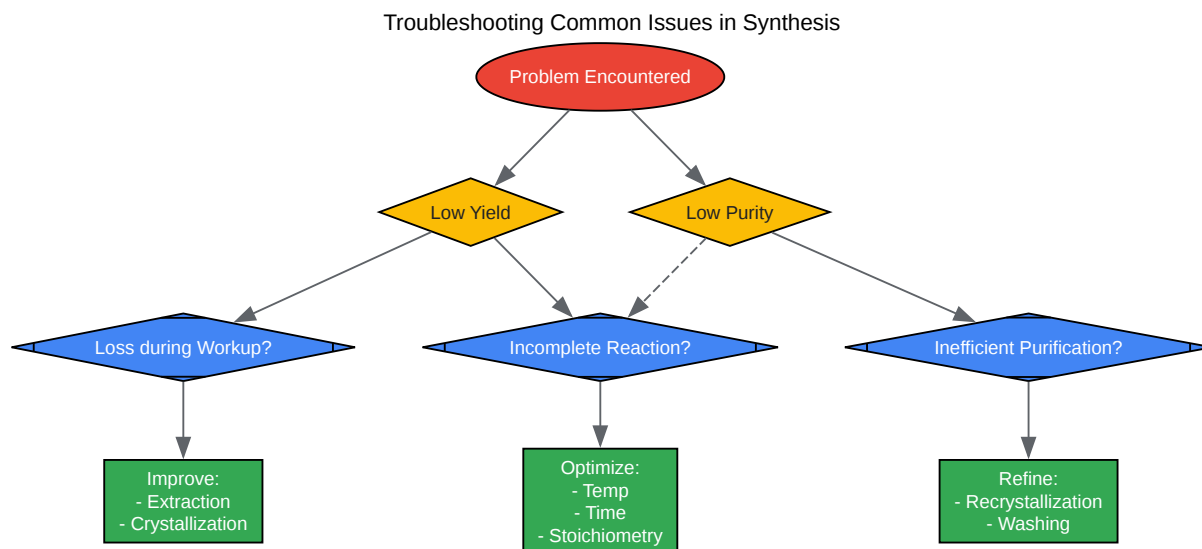 Troubleshooting Common Issues in Synthesis
Problem Encountered
Low Yield
Low Purity
Loss during Workup?
Incomplete Reaction?
Inefficient Purification?
Improve:
- Extraction
- Crystallization
Optimize:
- Temp
- Time
- Stoichiometry
Refine:
- Recrystallization
- Washing